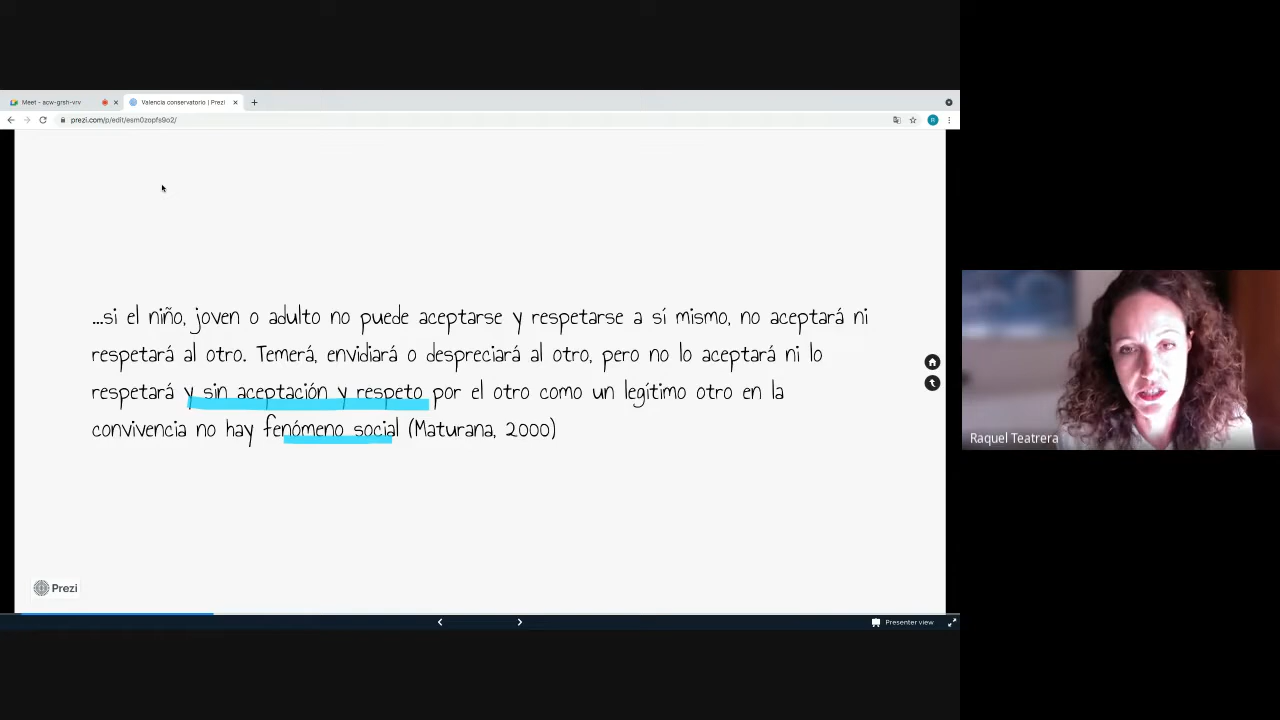 Meet - acw-grsh-vrv
Valencia conservatorio | Prezi
prezi.com/p/edit/esm0zopfs9o2/
R
...si el niño, joven o adulto no puede aceptarse y respetarse a sí mismo, no aceptará ni
respetará al otro. Temerá, envidiará o despreciará al otro, pero no lo aceptará ni lo
respetará y sin aceptación y respeto por el otro como un legítimo otro en la
convivencia no hay fenómeno social (Maturana, 2000)
Raquel Teatrera
Prezi
Presenter view